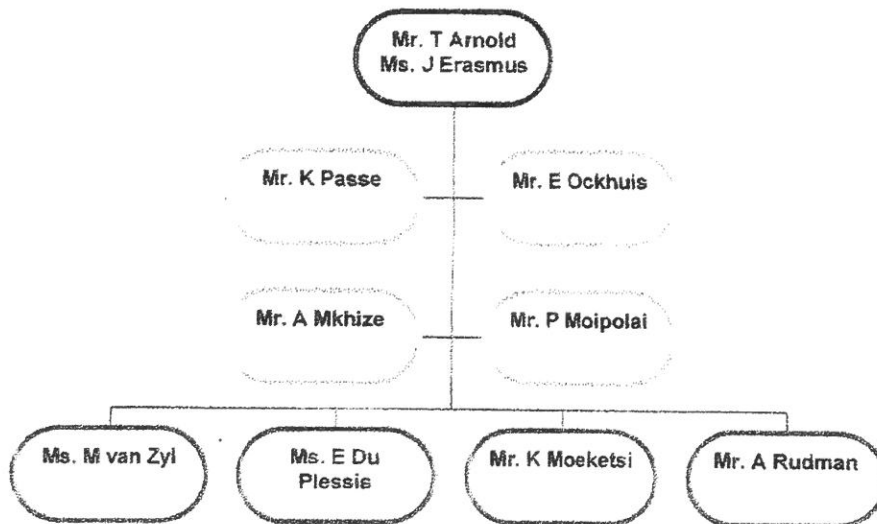 Mr. T Arnold
Ms. J Erasmus
Mr. K Passe
Mr. E Ockhuis
Mr. A Mkhize
Mr. P Moipolai
Ms. M van Zyl
Ms. E Du
Plessis
Mr. K Moeketsi
Mr. A Rudman